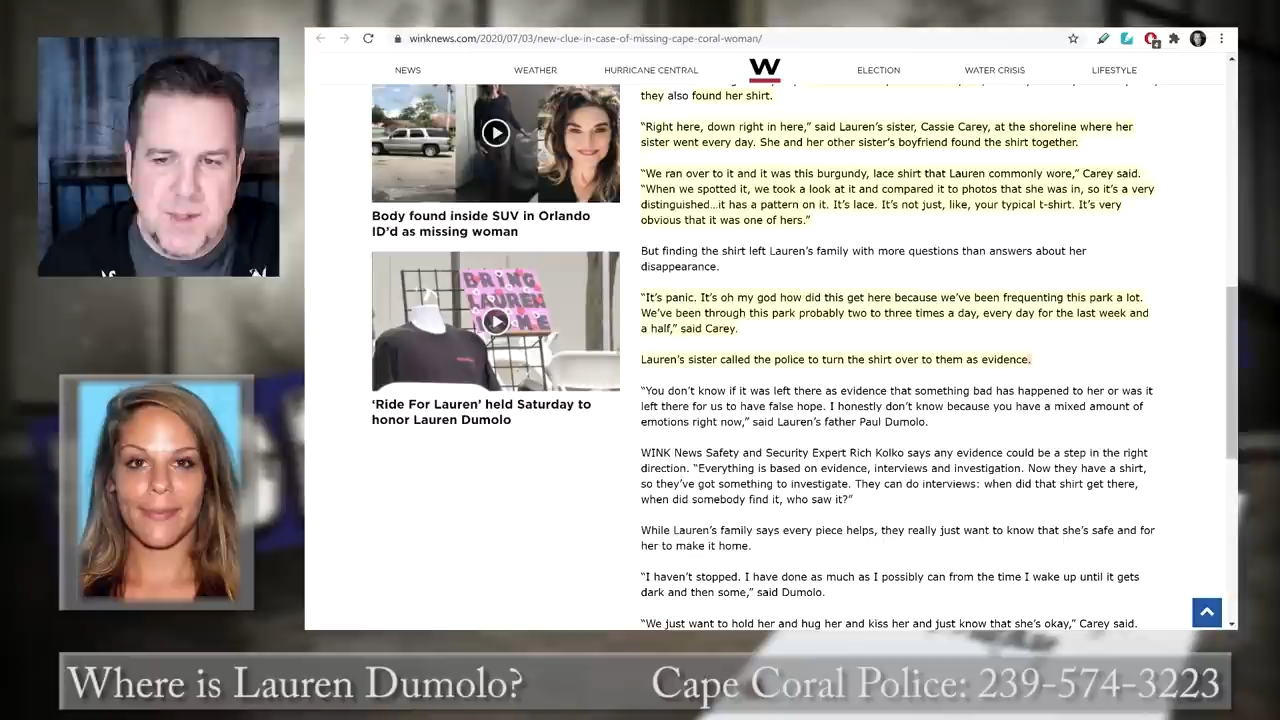 winknews.com/2020/07/03/new-clue-in-case-of-missing-cape-coral-woman/
NEWS
WEATHER
HURRICANE CENTRAL
W
ELECTION
WATER CRISIS
LIFESTYLE
Body found inside SUV in Orlando
ID’d as missing woman
BRING
LAUREN
‘Ride For Lauren’ held Saturday to
honor Lauren Dumolo
they also found her shirt.
“Right here, down right in here,” said Lauren’s sister, Cassie Carey, at the shoreline where her
sister went every day. She and her other sister’s boyfriend found the shirt together.
“We ran over to it and it was this burgundy, lace shirt that Lauren commonly wore,” Carey said.
“When we spotted it, we took a look at it and compared it to photos that she was in, so it’s a very
distinguished…it has a pattern on it. It’s lace. It’s not just, like, your typical t-shirt. It’s very
obvious that it was one of hers.”
But finding the shirt left Lauren’s family with more questions than answers about her
disappearance.
“It’s panic. It’s oh my god how did this get here because we’ve been frequenting this park a lot.
We’ve been through this park probably two to three times a day, every day for the last week and
a half,” said Carey.
Lauren’s sister called the police to turn the shirt over to them as evidence.
“You don’t know if it was left there as evidence that something bad has happened to her or was it
left there for us to have false hope. I honestly don’t know because you have a mixed amount of
emotions right now,” said Lauren’s father Paul Dumolo.
WINK News Safety and Security Expert Rich Kolko says any evidence could be a step in the right
direction. “Everything is based on evidence, interviews and investigation. Now they have a shirt,
so they’ve got something to investigate. They can do interviews: when did that shirt get there,
when did somebody find it, who saw it?”
While Lauren’s family says every piece helps, they really just want to know that she’s safe and for
her to make it home.
“I haven’t stopped. I have done as much as I possibly can from the time I wake up until it gets
dark and then some,” said Dumolo.
“We just want to hold her and hug her and kiss her and just know that she’s okay,” Carey said.
Where is Lauren Dumolo?
Cape Coral Police: 239-574-3223